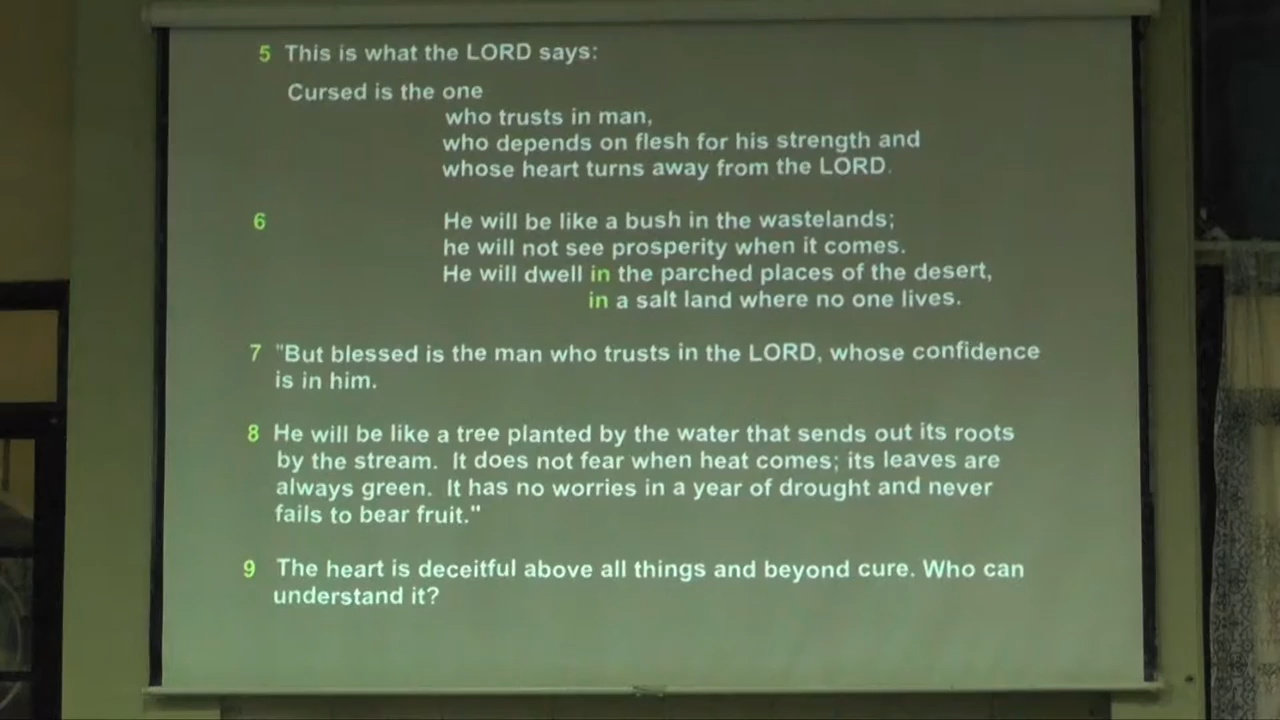 5 This is what the LORD says:
Cursed is the one
who trusts in man,
who depends on flesh for his strength and
whose heart turns away from the LORD.
6 He will be like a bush in the wastelands;
he will not see prosperity when it comes.
He will dwell in the parched places of the desert,
in a salt land where no one lives.
7 "But blessed is the man who trusts in the LORD, whose confidence
is in him.
8 He will be like a tree planted by the water that sends out its roots
by the stream. It does not fear when heat comes; its leaves are
always green. It has no worries in a year of drought and never
fails to bear fruit."
9 The heart is deceitful above all things and beyond cure. Who can
understand it?